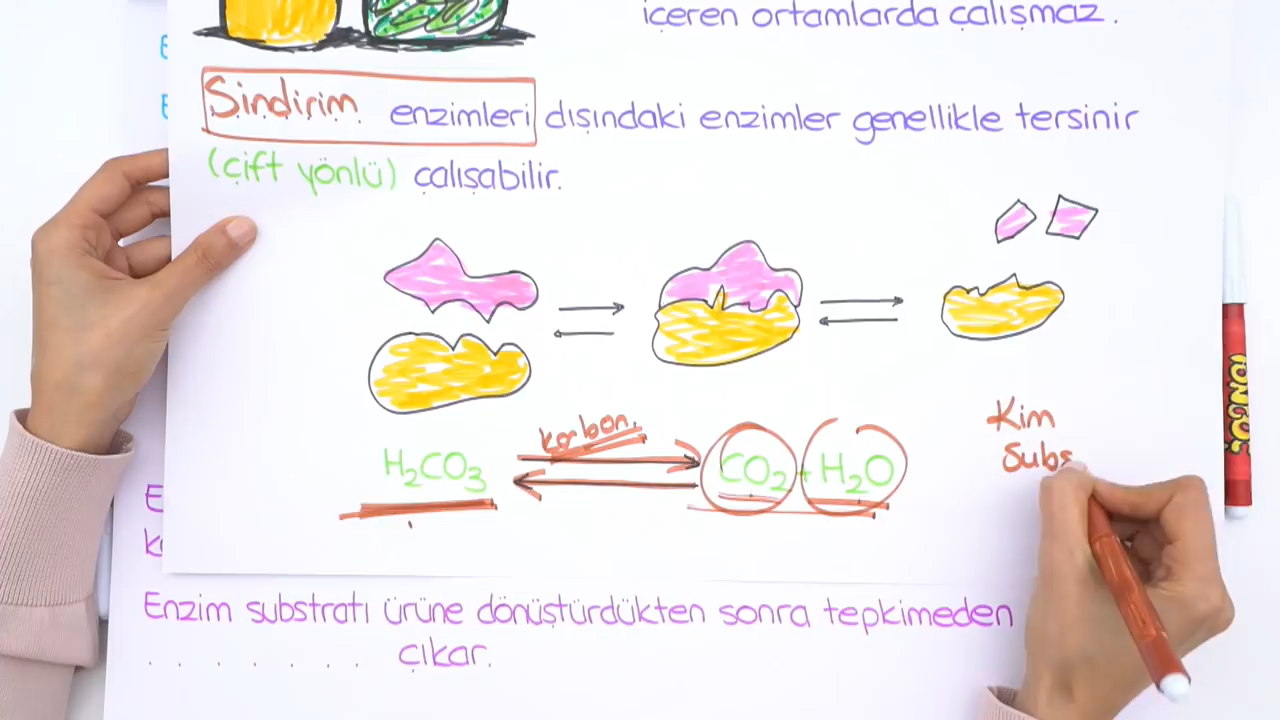 içeren ortamlarda çalışmaz.
Sindirim enzimleri dışındaki enzimler genellikle tersinir
(çift yönlü) çalışabilir.
karbon.
H₂CO₃
CO₂ + H₂O
Kim
Subs
Enzim substratı ürüne dönüştürdükten sonra tepkimeden
. . . . . . . çıkar.